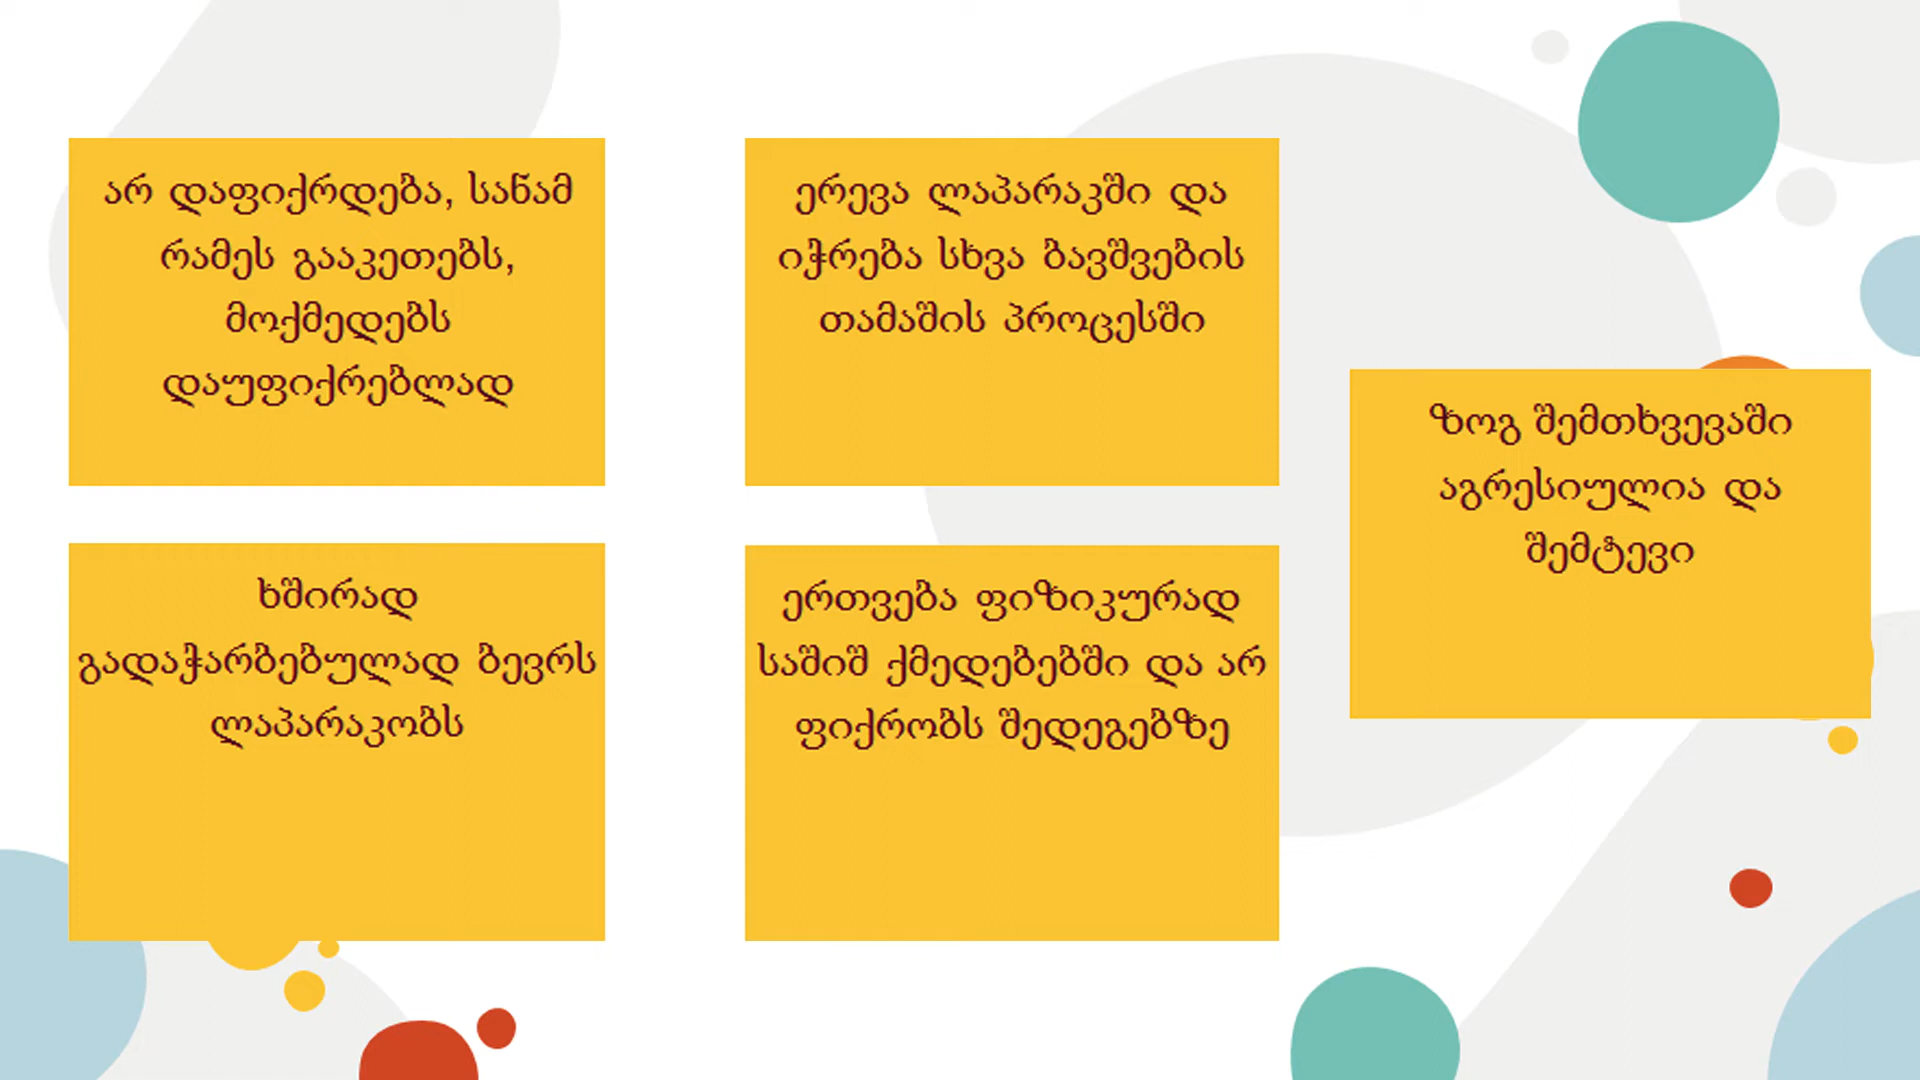 არ დაფიქრდება, სანამ
რამეს გააკეთებს,
მოქმედებს
დაუფიქრებლად
ერევა ლაპარაკში და
იჭრება სხვა ბავშვების
თამაშის პროცესში
ზოგ შემთხვევაში
აგრესიულია და
შემტევი
ხშირად
გადაჭარბებულად ბევრს
ლაპარაკობს
ერთვება ფიზიკურად
საშიშ ქმედებებში და არ
ფიქრობს შედეგებზე